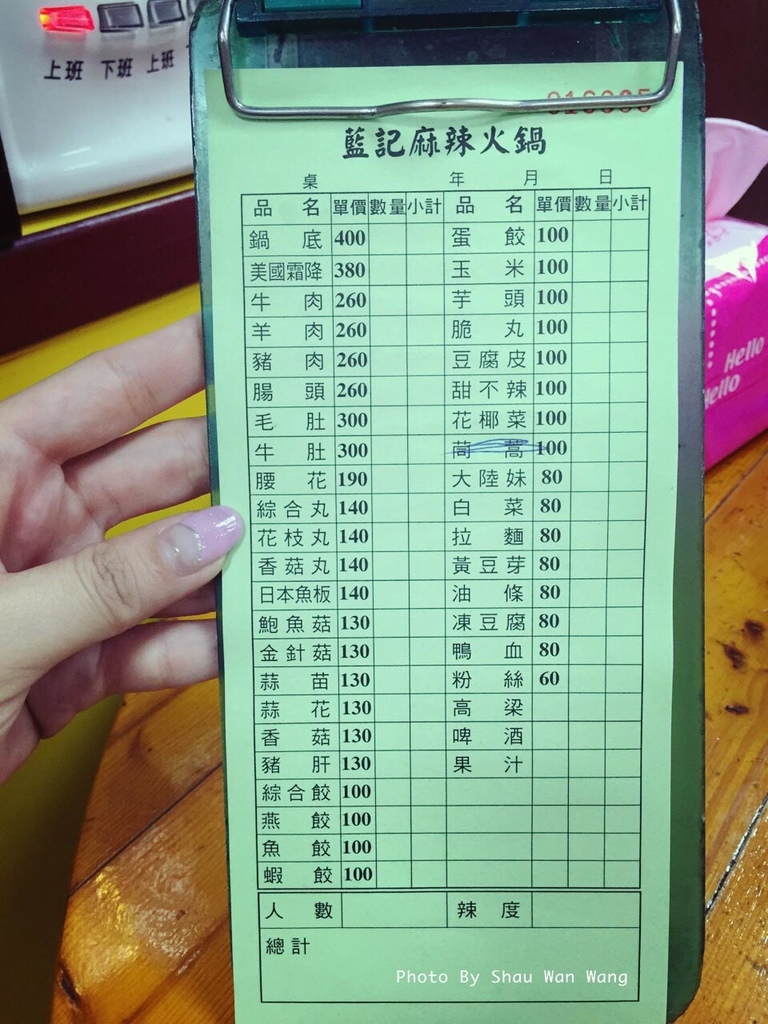 上班 下班 上班
藍記麻辣火鍋
桌 年 月 日
品名 單價 數量 小計 品名 單價 數量 小計
鍋底 400 蛋餃 100
美國霜降 380 玉米 100
牛肉 260 芋頭 100
羊肉 260 脆丸 100
豬肉 260 豆腐皮 100
腸頭 260 甜不辣 100
毛肚 300 花椰菜 100
牛肚 300 茼蒿 100
腰花 190 大陸妹 80
綜合丸 140 白菜 80
花枝丸 140 拉麵 80
香菇丸 140 黃豆芽 80
日本魚板 140 油條 80
鮑魚菇 130 凍豆腐 80
金針菇 130 鴨血 80
蒜苗 130 粉絲 60
蒜花 130 高梁
香菇 130 啤酒
豬肝 130 果汁
綜合餃 100
燕餃 100
魚餃 100
蝦餃 100
人數 辣度
總計
Photo By Shau Wan Wang
Hello
Hello